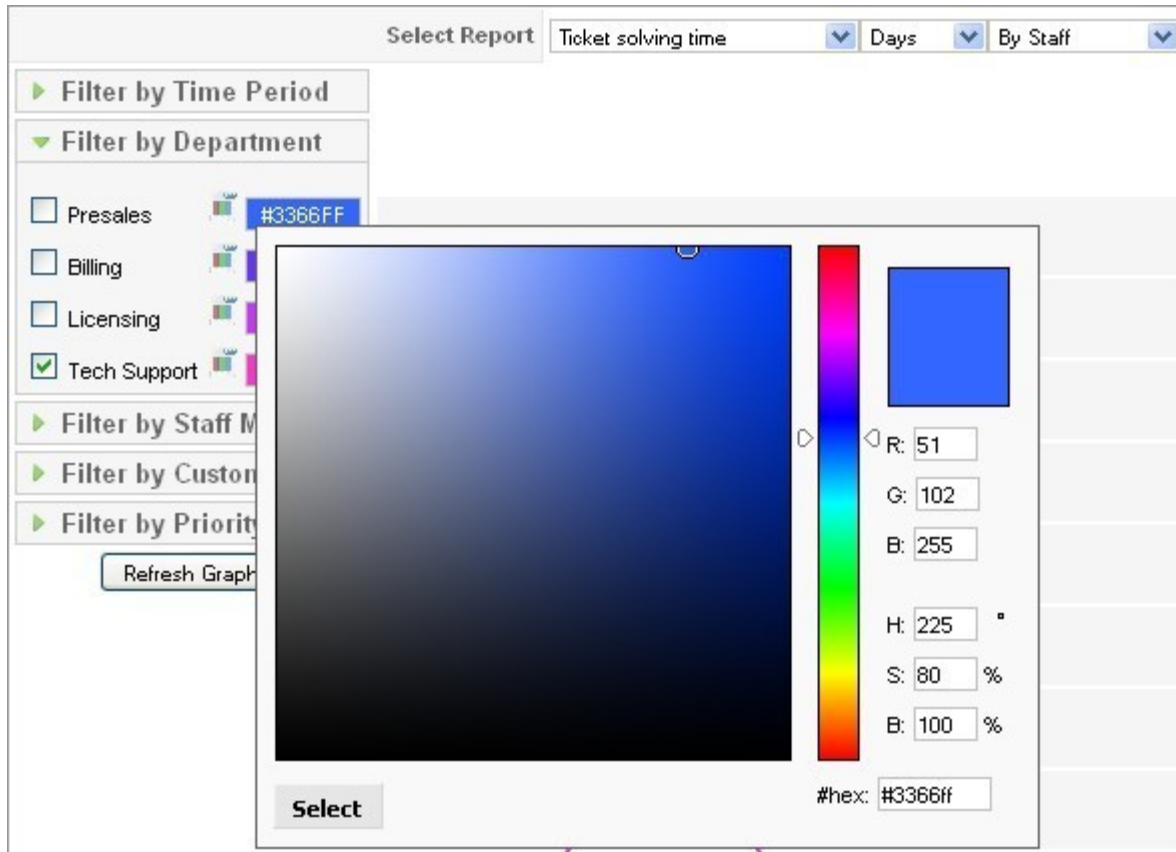 Select Report Ticket solving time Days By Staff
Filter by Time Period
Filter by Department
Presales #3366FF
Billing
Licensing
Tech Support
Filter by Staff M
Filter by Custon
Filter by Priority
Refresh Graph
R: 51
G: 102
B: 255
H: 225 °
S: 80 %
B: 100 %
#hex: #3366ff
Select